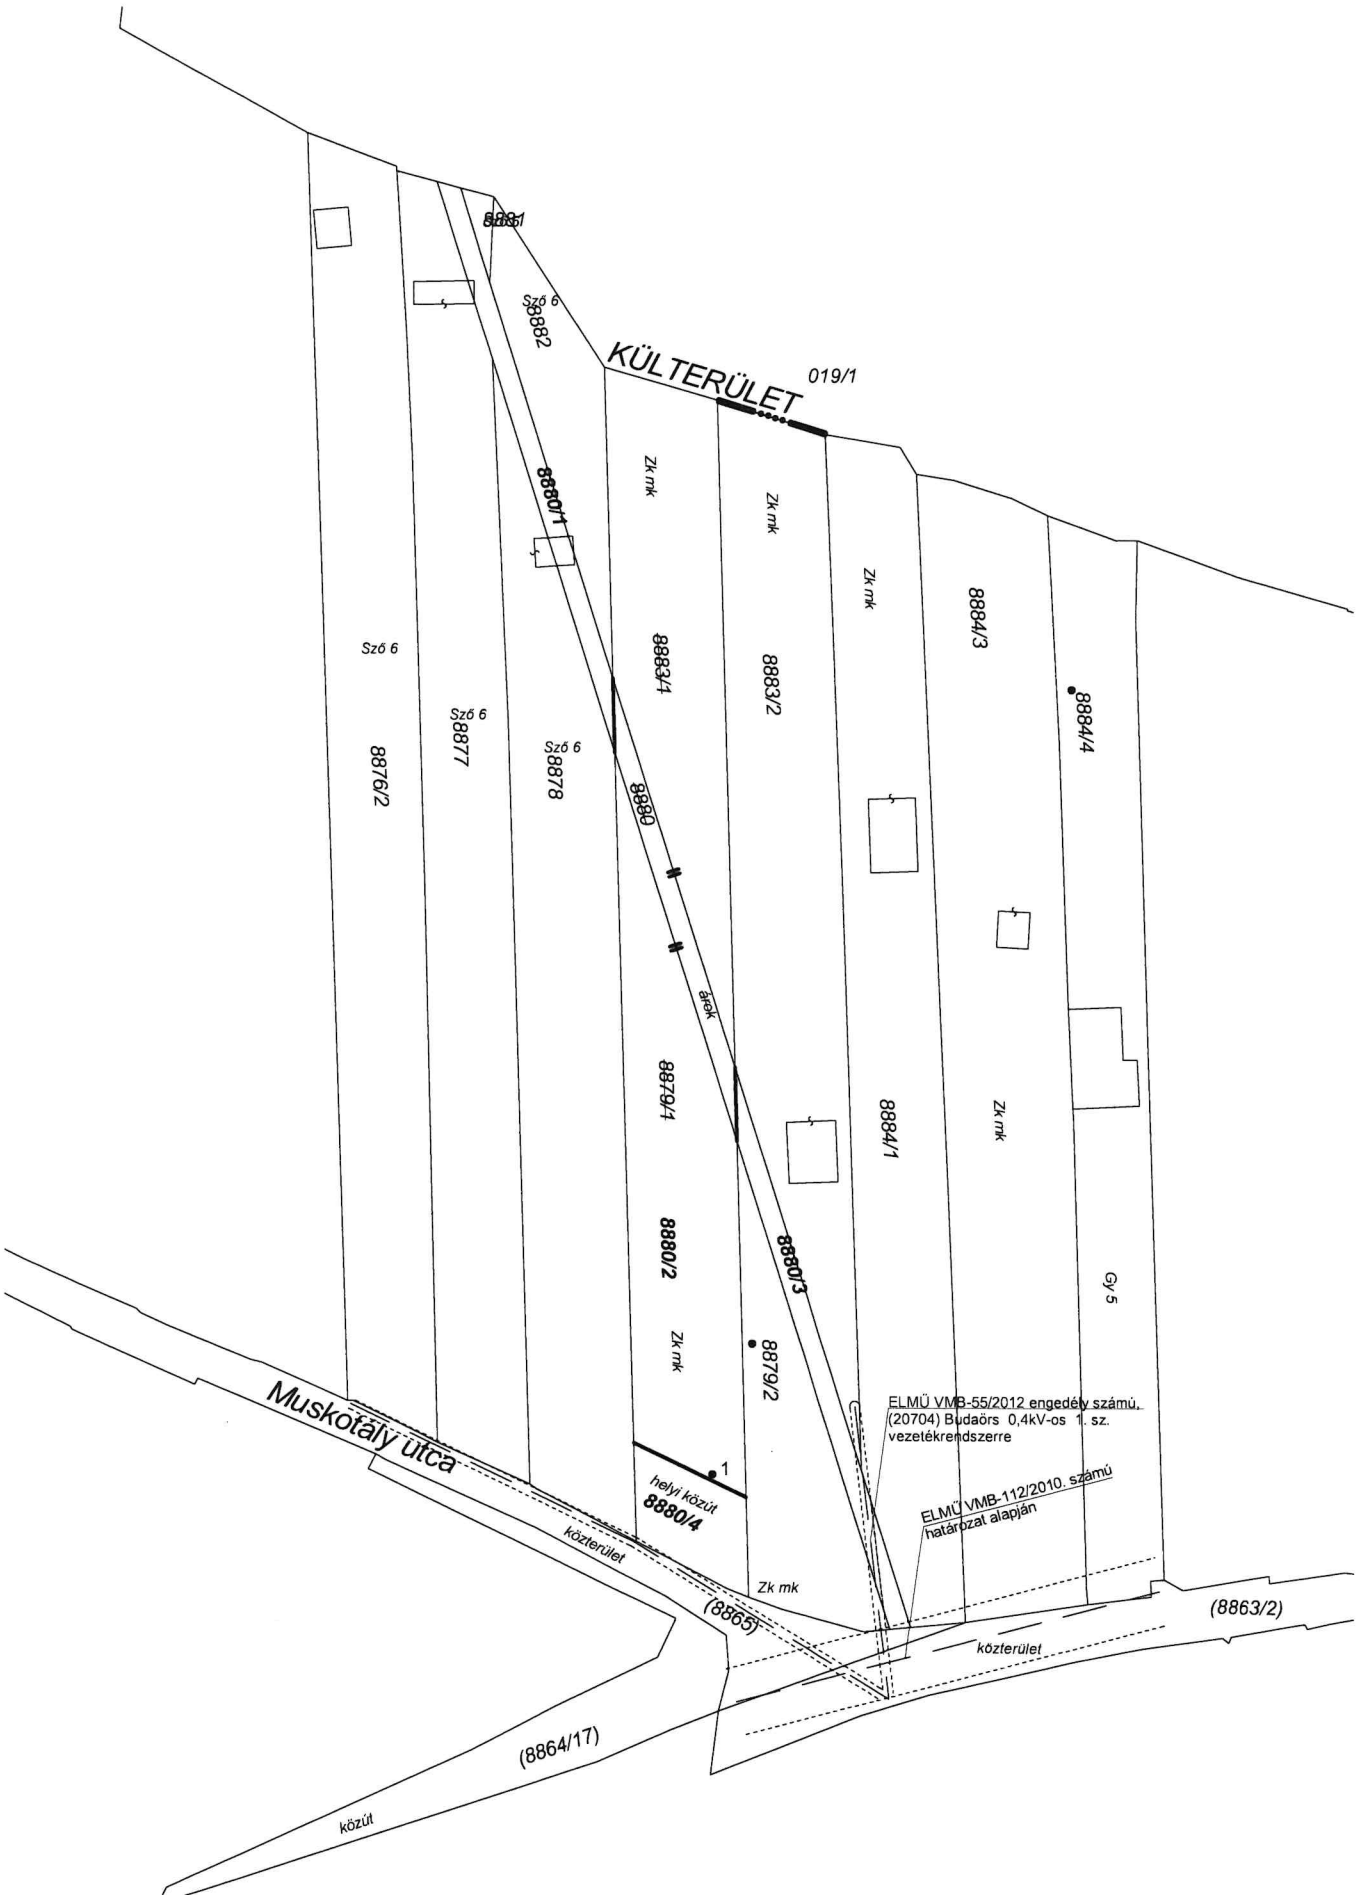 8881
Sző 6
8882
KÜLTERÜLET
019/1
Zk mk
Zk mk
8880/1
Zk mk
8884/3
8883/1
8883/2
Sző 6
8884/4
Sző 6
8877
Sző 6
8878
8876/2
8880
árok
8879/1
8884/1
Zk mk
8880/2
8880/3
Gy 5
Zk mk
8879/2
Muskotály utca
ELMŰ VMB-55/2012 engedély számú,
(20704) Budaörs 0,4kV-os 1. sz.
vezetékrendszerre
1
helyi közút
8880/4
ELMŰ VMB-112/2010. számú
határozat alapján
közterület
Zk mk
(8865)
(8863/2)
közterület
(8864/17)
közút